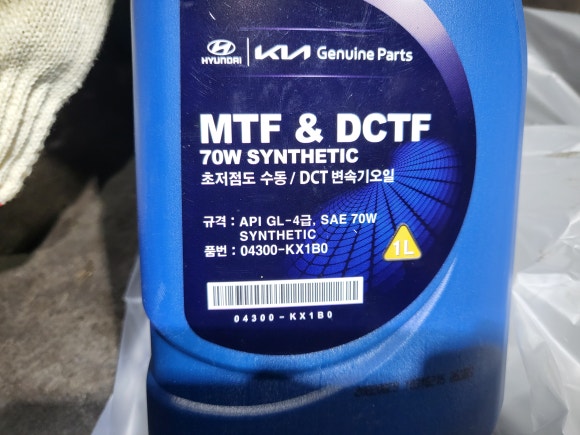 HYUNDAI KIA Genuine Parts
MTF & DCTF
70W SYNTHETIC
초저점도 수동 / DCT 변속기오일
규격 : API GL-4급, SAE 70W
SYNTHETIC
품번 : 04300-KX1B0
1L
04300-KX1B0